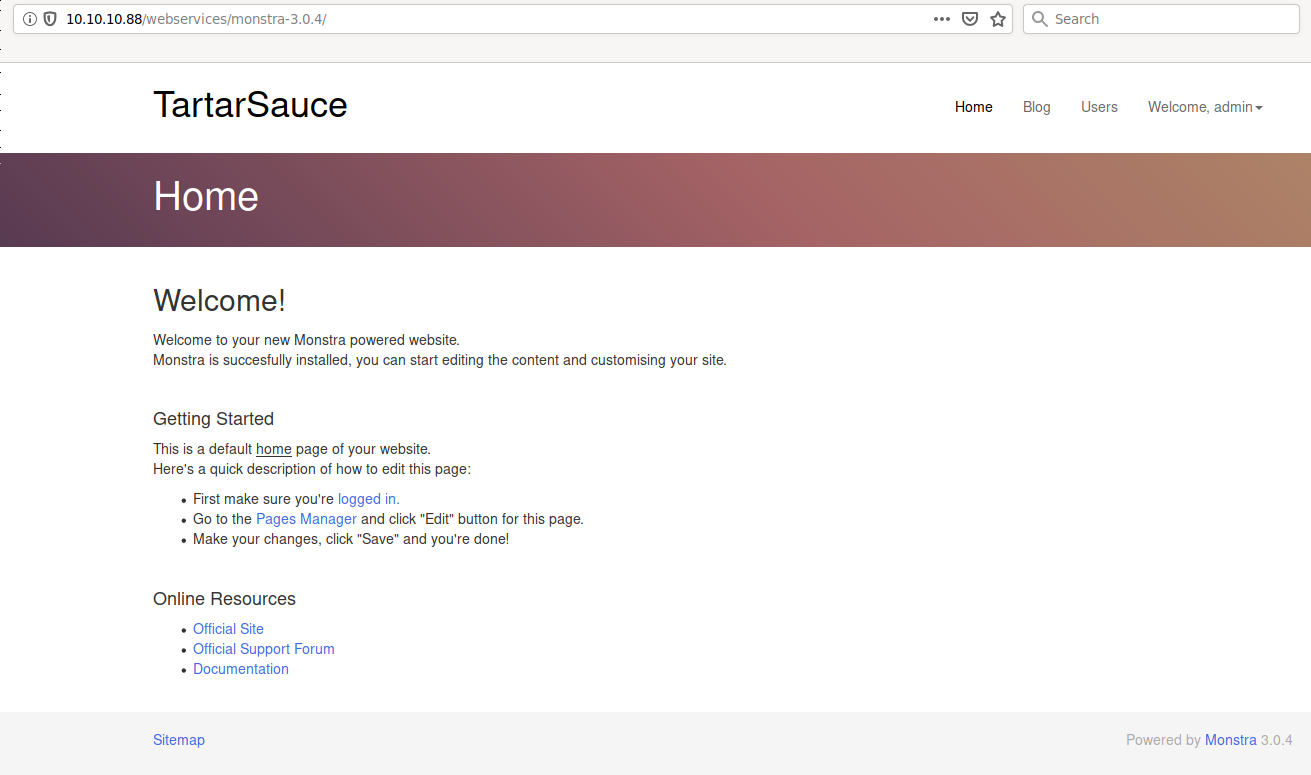 10.10.10.88/webservices/monstra-3.0.4/
Search
TartarSauce
Home
Blog
Users
Welcome, admin
Home
Welcome!
Welcome to your new Monstra powered website.
Monstra is succesfully installed, you can start editing the content and customising your site.
Getting Started
This is a default home page of your website.
Here's a quick description of how to edit this page:
First make sure you're logged in.
Go to the Pages Manager and click "Edit" button for this page.
Make your changes, click "Save" and you're done!
Online Resources
Official Site
Official Support Forum
Documentation
Sitemap
Powered by Monstra 3.0.4